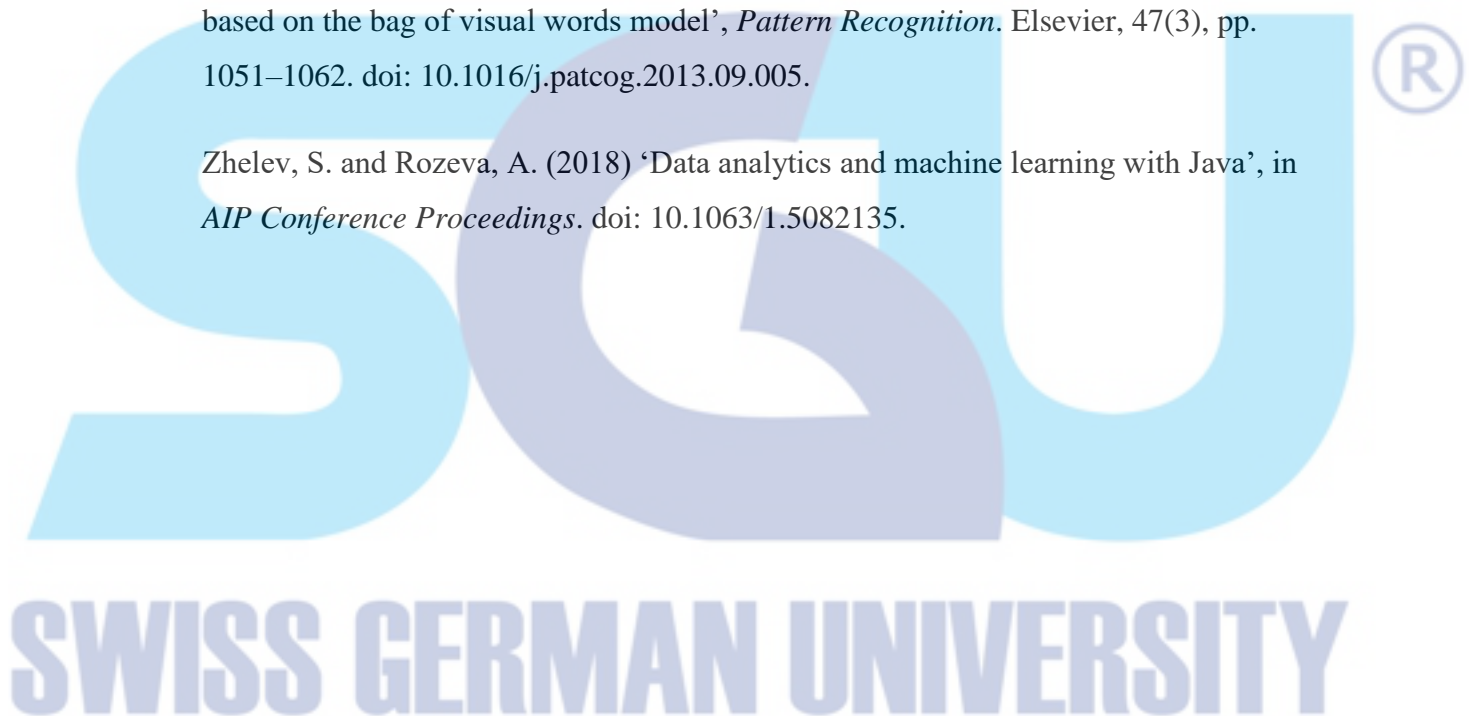 based on the bag of visual words model’, Pattern Recognition. Elsevier, 47(3), pp.
1051–1062. doi: 10.1016/j.patcog.2013.09.005.
Zhelev, S. and Rozeva, A. (2018) ‘Data analytics and machine learning with Java’, in
AIP Conference Proceedings. doi: 10.1063/1.5082135.
SGU ®
SWISS GERMAN UNIVERSITY